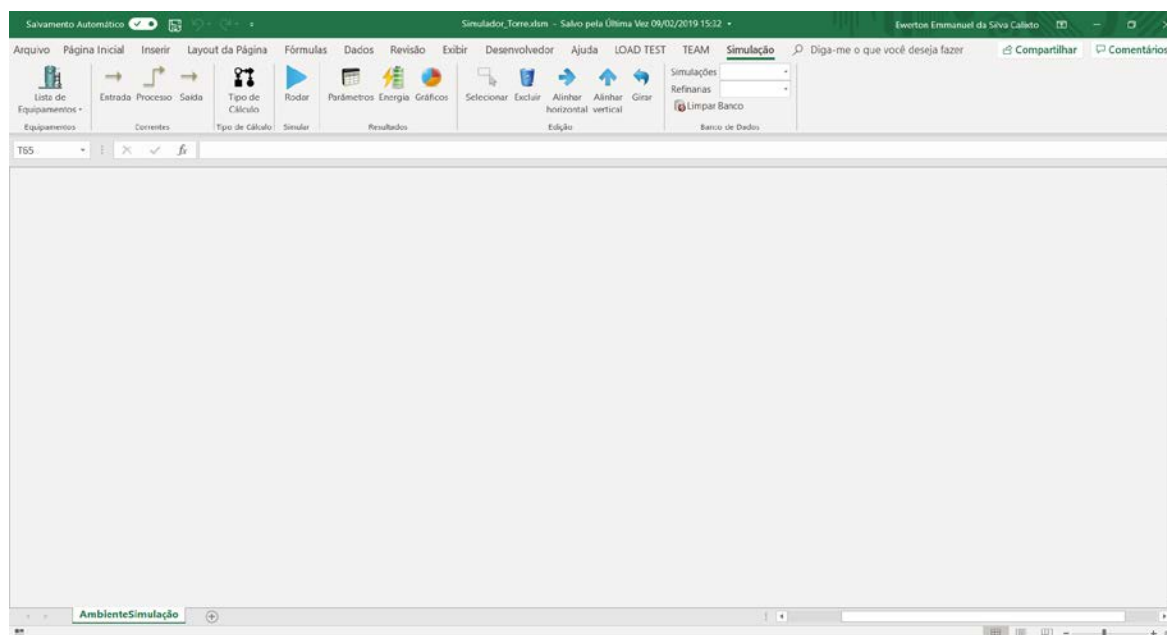 Salvamento Automático Simulador_Torre.xlsm - Salvo pela Última Vez 09/02/2019 15:32 Ewerton Emmanuel da Silva Calixto
Arquivo Página Inicial Inserir Layout da Página Fórmulas Dados Revisão Exibir Desenvolvedor Ajuda LOAD TEST TEAM Simulação Diga-me o que você deseja fazer Compartilhar Comentários
Lista de Equipamentos
Entrada Processo Saída
Tipo de Cálculo
Rodar
Parâmetros Energia Gráficos
Selecionar Excluir Alinhar horizontal Alinhar vertical Girar
Simulações
Refinarias
Limpar Banco
Equipamentos Correntes Tipo de Cálculo Simular Resultados Edição Banco de Dados
T65 fx
AmbienteSimulação